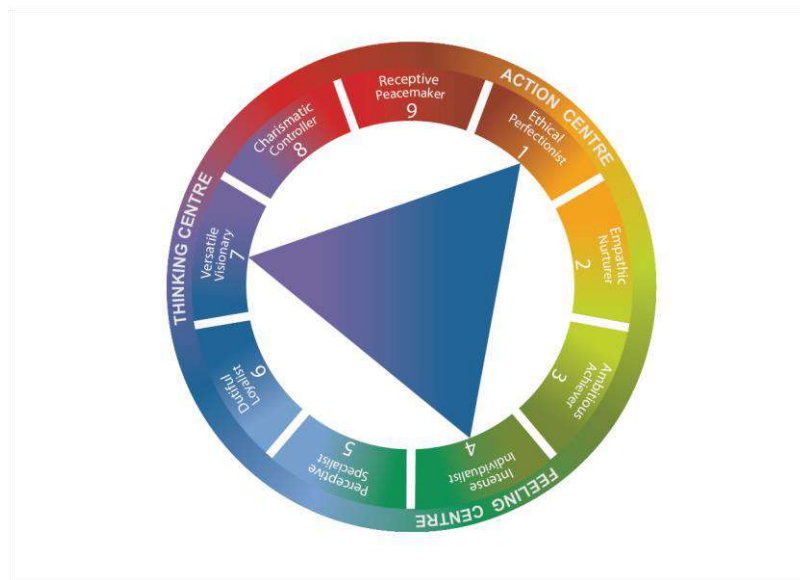 ACTION CENTRE
FEELING CENTRE
THINKING CENTRE
Receptive
Peacemaker
9
Ethical
Perfectionist
1
Empathic
Nurturer
2
Ambitious
Achiever
3
Intense
Individualist
4
Perceptive
Specialist
5
Dutiful
Loyalist
6
Versatile
Visionary
7
Charismatic
Controller
8